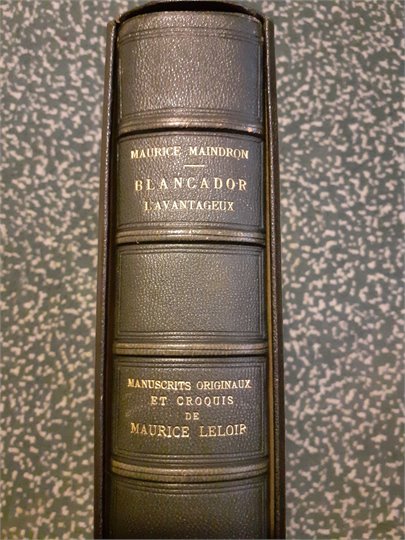 MAURICE MAINDRON
BLANCADOR
L'AVANTAGEUX
MANUSCRITS ORIGINAUX
ET CROQUIS
DE
MAURICE LELOIR